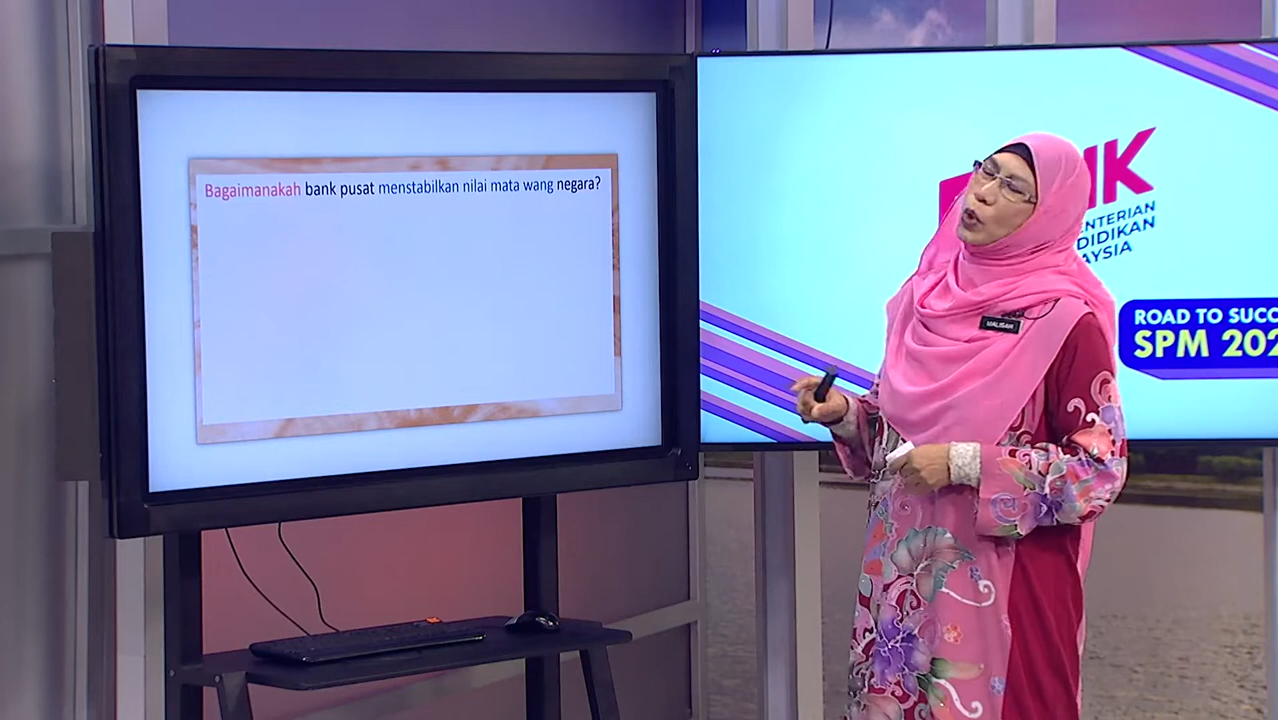 Bagaimanakah bank pusat menstabilkan nilai mata wang negara?
ENTERIAN
DIDIKAN
AYSIA
ROAD TO SUCC
SPM 202
MALISAH